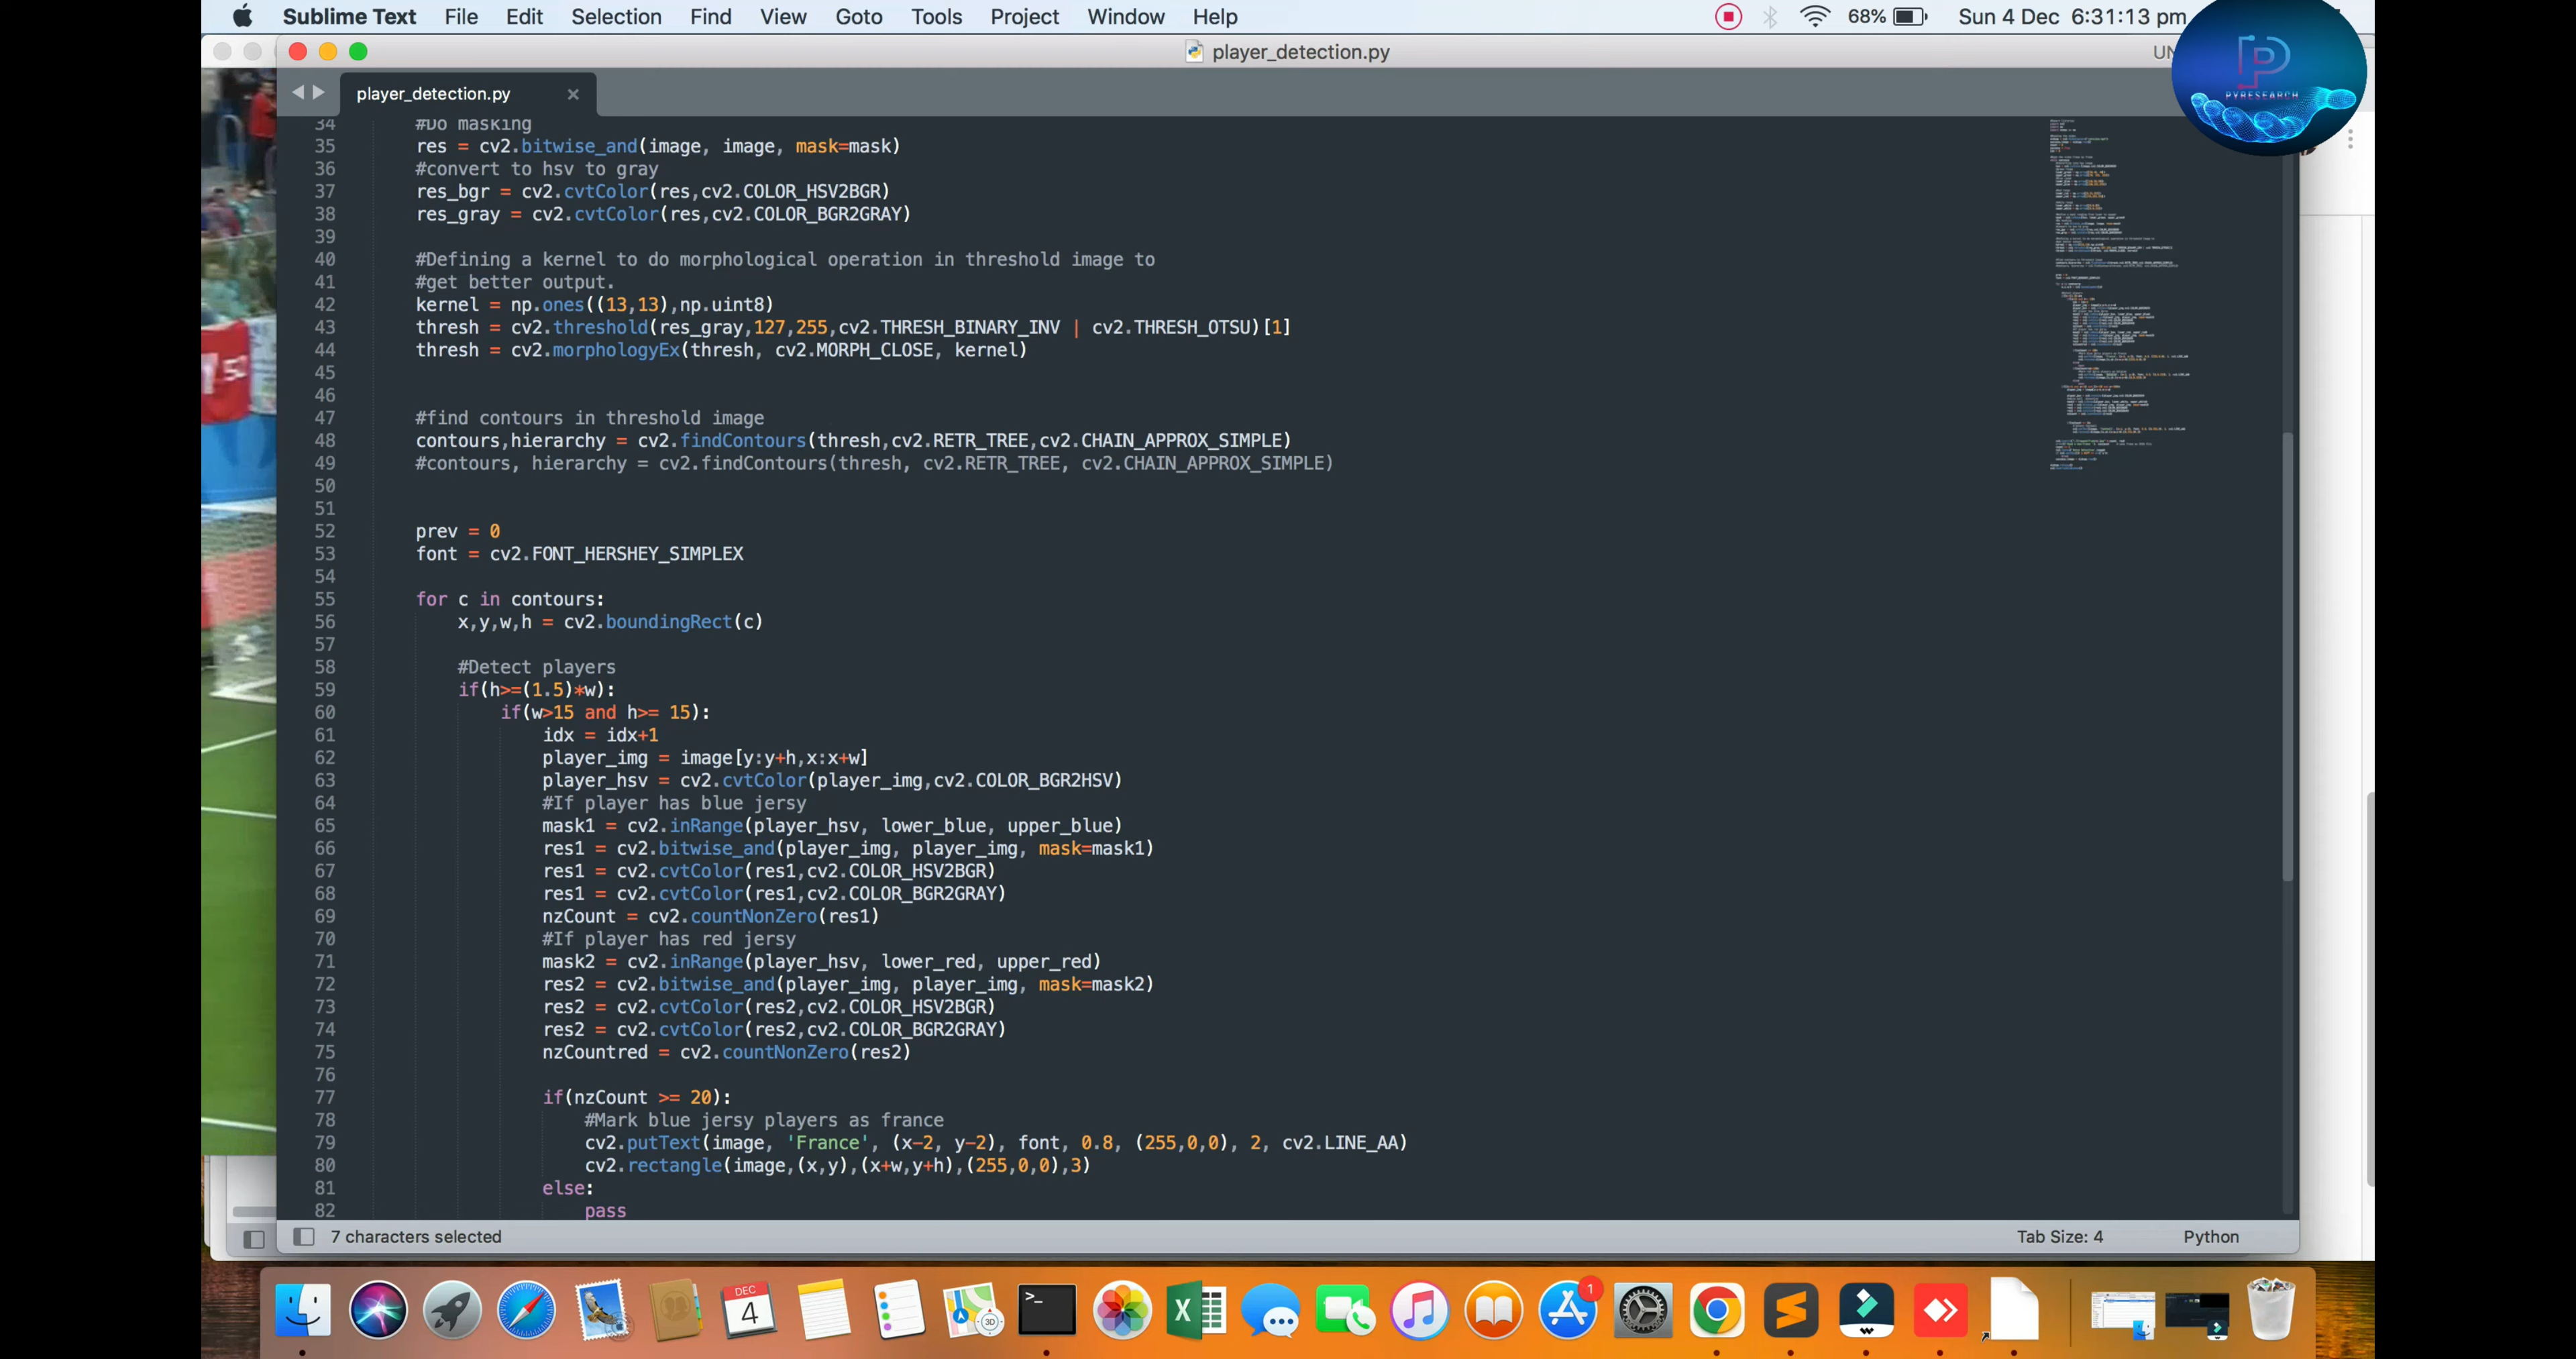 Sublime Text File Edit Selection Find View Goto Tools Project Window Help 68% Sun 4 Dec 6:31:13 pm
player_detection.py UN
PYRESEARCH
player_detection.py ×
34 #Do masking
35 res = cv2.bitwise_and(image, image, mask=mask)
36 #convert to hsv to gray
37 res_bgr = cv2.cvtColor(res,cv2.COLOR_HSV2BGR)
38 res_gray = cv2.cvtColor(res,cv2.COLOR_BGR2GRAY)
39
40 #Defining a kernel to do morphological operation in threshold image to
41 #get better output.
42 kernel = np.ones((13,13),np.uint8)
43 thresh = cv2.threshold(res_gray,127,255,cv2.THRESH_BINARY_INV | cv2.THRESH_OTSU)[1]
44 thresh = cv2.morphologyEx(thresh, cv2.MORPH_CLOSE, kernel)
45
46
47 #find contours in threshold image
48 contours,hierarchy = cv2.findContours(thresh,cv2.RETR_TREE,cv2.CHAIN_APPROX_SIMPLE)
49 #contours, hierarchy = cv2.findContours(thresh, cv2.RETR_TREE, cv2.CHAIN_APPROX_SIMPLE)
50
51
52 prev = 0
53 font = cv2.FONT_HERSHEY_SIMPLEX
54
55 for c in contours:
56 x,y,w,h = cv2.boundingRect(c)
57
58 #Detect players
59 if(h>=(1.5)*w):
60 if(w>15 and h>= 15):
61 idx = idx+1
62 player_img = image[y:y+h,x:x+w]
63 player_hsv = cv2.cvtColor(player_img,cv2.COLOR_BGR2HSV)
64 #If player has blue jersy
65 mask1 = cv2.inRange(player_hsv, lower_blue, upper_blue)
66 res1 = cv2.bitwise_and(player_img, player_img, mask=mask1)
67 res1 = cv2.cvtColor(res1,cv2.COLOR_HSV2BGR)
68 res1 = cv2.cvtColor(res1,cv2.COLOR_BGR2GRAY)
69 nzCount = cv2.countNonZero(res1)
70 #If player has red jersy
71 mask2 = cv2.inRange(player_hsv, lower_red, upper_red)
72 res2 = cv2.bitwise_and(player_img, player_img, mask=mask2)
73 res2 = cv2.cvtColor(res2,cv2.COLOR_HSV2BGR)
74 res2 = cv2.cvtColor(res2,cv2.COLOR_BGR2GRAY)
75 nzCountred = cv2.countNonZero(res2)
76
77 if(nzCount >= 20):
78 #Mark blue jersy players as france
79 cv2.putText(image, 'France', (x-2, y-2), font, 0.8, (255,0,0), 2, cv2.LINE_AA)
80 cv2.rectangle(image,(x,y),(x+w,y+h),(255,0,0),3)
81 else:
82 pass
7 characters selected Tab Size: 4 Python
DEC
4
3D
1